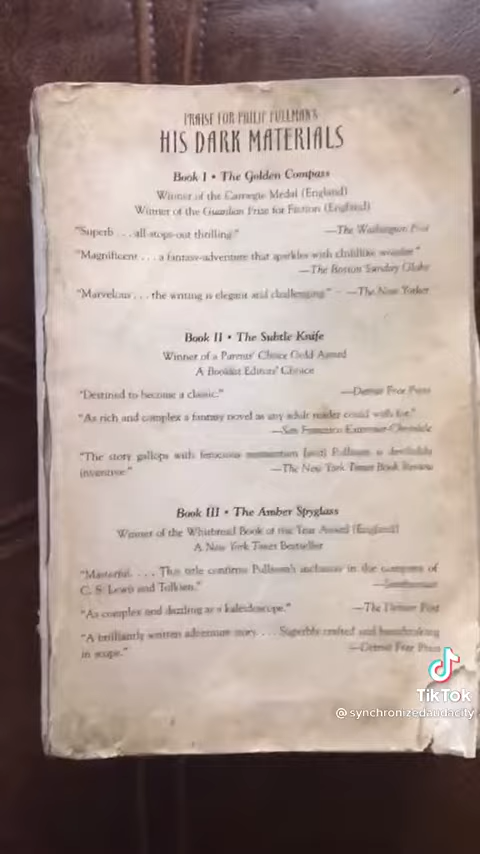 PRAISE FOR PHILIP PULLMAN'S
HIS DARK MATERIALS
Book I • The Golden Compass
Winner of the Carnegie Medal (England)
Winner of the Guardian Prize for Fiction (England)
"Superb . . . all-stops-out thrilling." —The Washington Post
"Magnificent . . . a fantasy-adventure that sparkles with childlike wonder."
—The Boston Sunday Globe
"Marvelous . . . the writing is elegant and challenging." —The New Yorker
Book II • The Subtle Knife
Winner of a Parents' Choice Gold Award
A Booklist Editors' Choice
"Destined to become a classic." —Detroit Free Press
"As rich and complex a fantasy novel as any adult reader could wish for."
—San Francisco Examiner-Chronicle
"The story gallops with ferocious momentum [and] Pullman is devilishly
inventive." —The New York Times Book Review
Book III • The Amber Spyglass
Winner of the Whitbread Book of the Year Award (England)
A New York Times Bestseller
"Masterful. . . . This title confirms Pullman's inclusion in the company of
C. S. Lewis and Tolkien." —Smithsonian
"As complex and dazzling as a kaleidoscope." —The Denver Post
"A brilliantly written adventure story. . . . Superbly crafted and
in scope." —Detroit Free Press
TikTok
@synchronizedaudacity